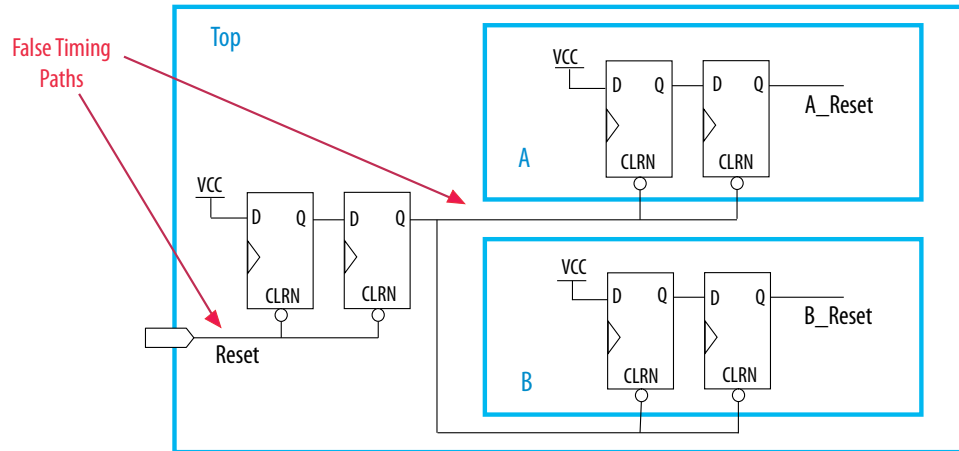 False Timing
Paths
Top
VCC
D Q
D Q
A_Reset
A
CLRN
CLRN
VCC
D Q
D Q
CLRN
CLRN
Reset
VCC
D Q
D Q
B_Reset
B
CLRN
CLRN